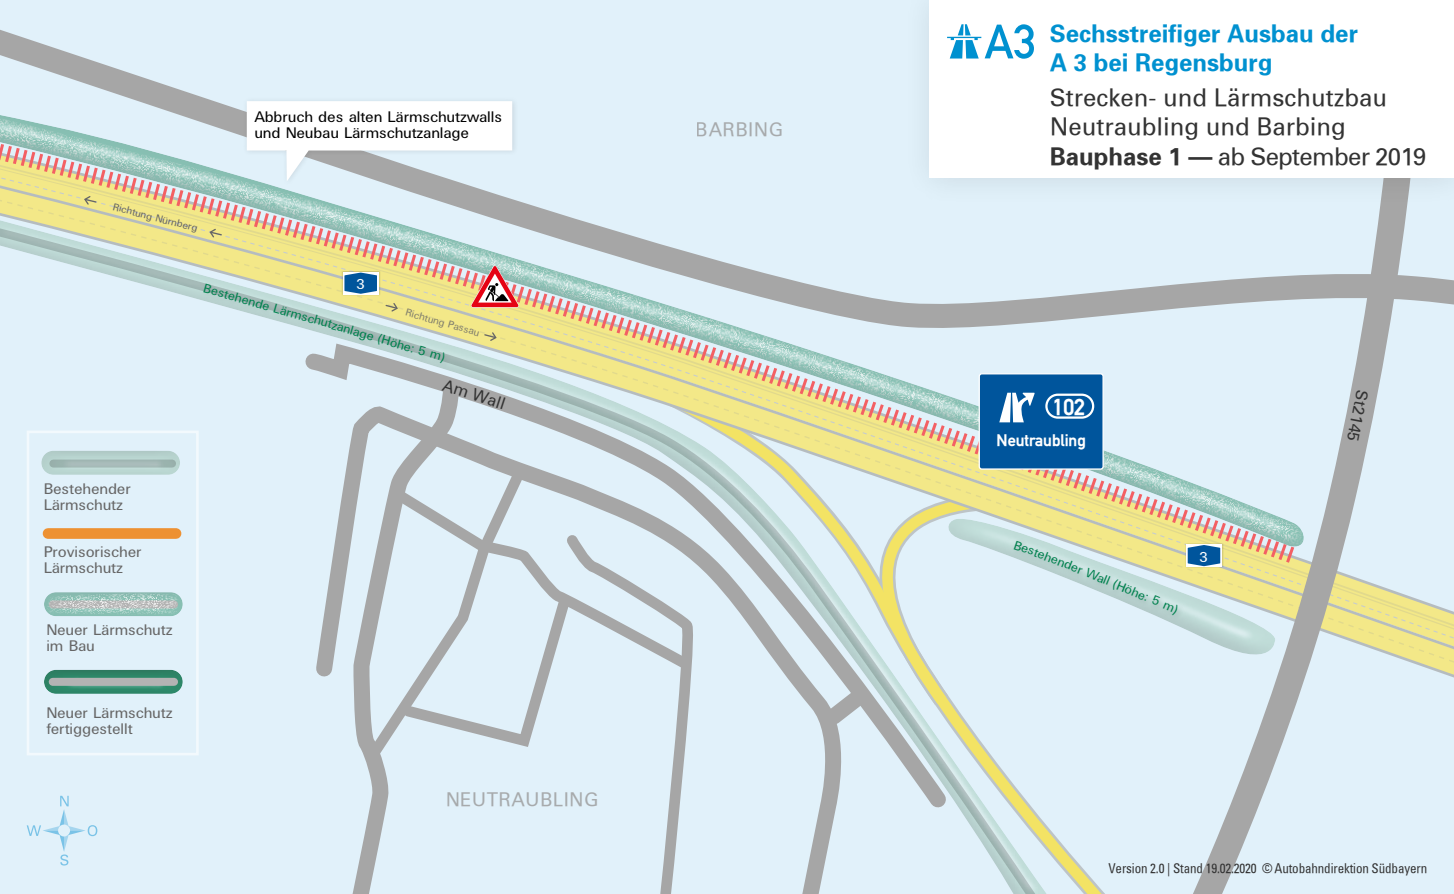 A3
Sechsstreifiger Ausbau der
A 3 bei Regensburg
Strecken- und Lärmschutzbau
Neutraubling und Barbing
Bauphase 1 — ab September 2019
Abbruch des alten Lärmschutzwalls
und Neubau Lärmschutzanlage
BARBING
← Richtung Nürnberg ←
3
→ Richtung Passau →
Bestehende Lärmschutzanlage (Höhe: 5 m)
Am Wall
102
Neutraubling
St2145
3
Bestehender Wall (Höhe: 5 m)
Bestehender
Lärmschutz
Provisorischer
Lärmschutz
Neuer Lärmschutz
im Bau
Neuer Lärmschutz
fertiggestellt
NEUTRAUBLING
N
W O
S
Version 2.0 | Stand 19.02.2020 © Autobahndirektion Südbayern